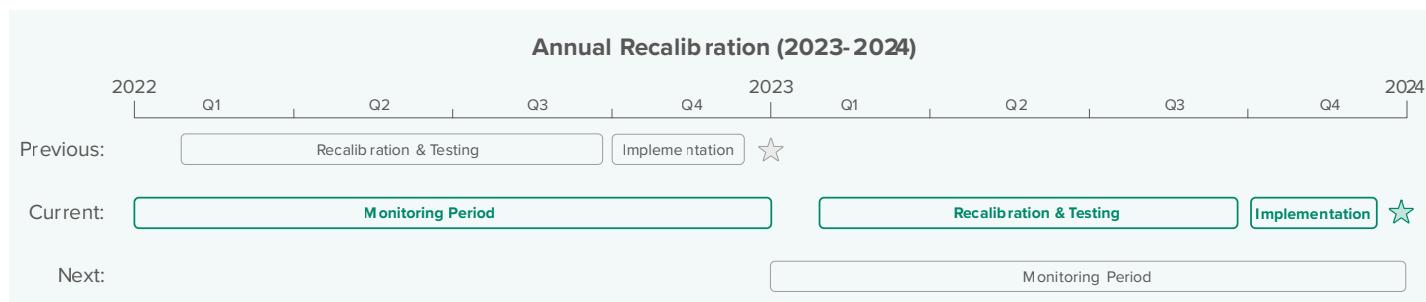 Annual Recalibration (2023-2024)
2022 2023 2024
Q1 Q2 Q3 Q4 Q1 Q2 Q3 Q4
Previous: Recalibration & Testing Implementation
Current: Monitoring Period Recalibration & Testing Implementation
Next: Monitoring Period